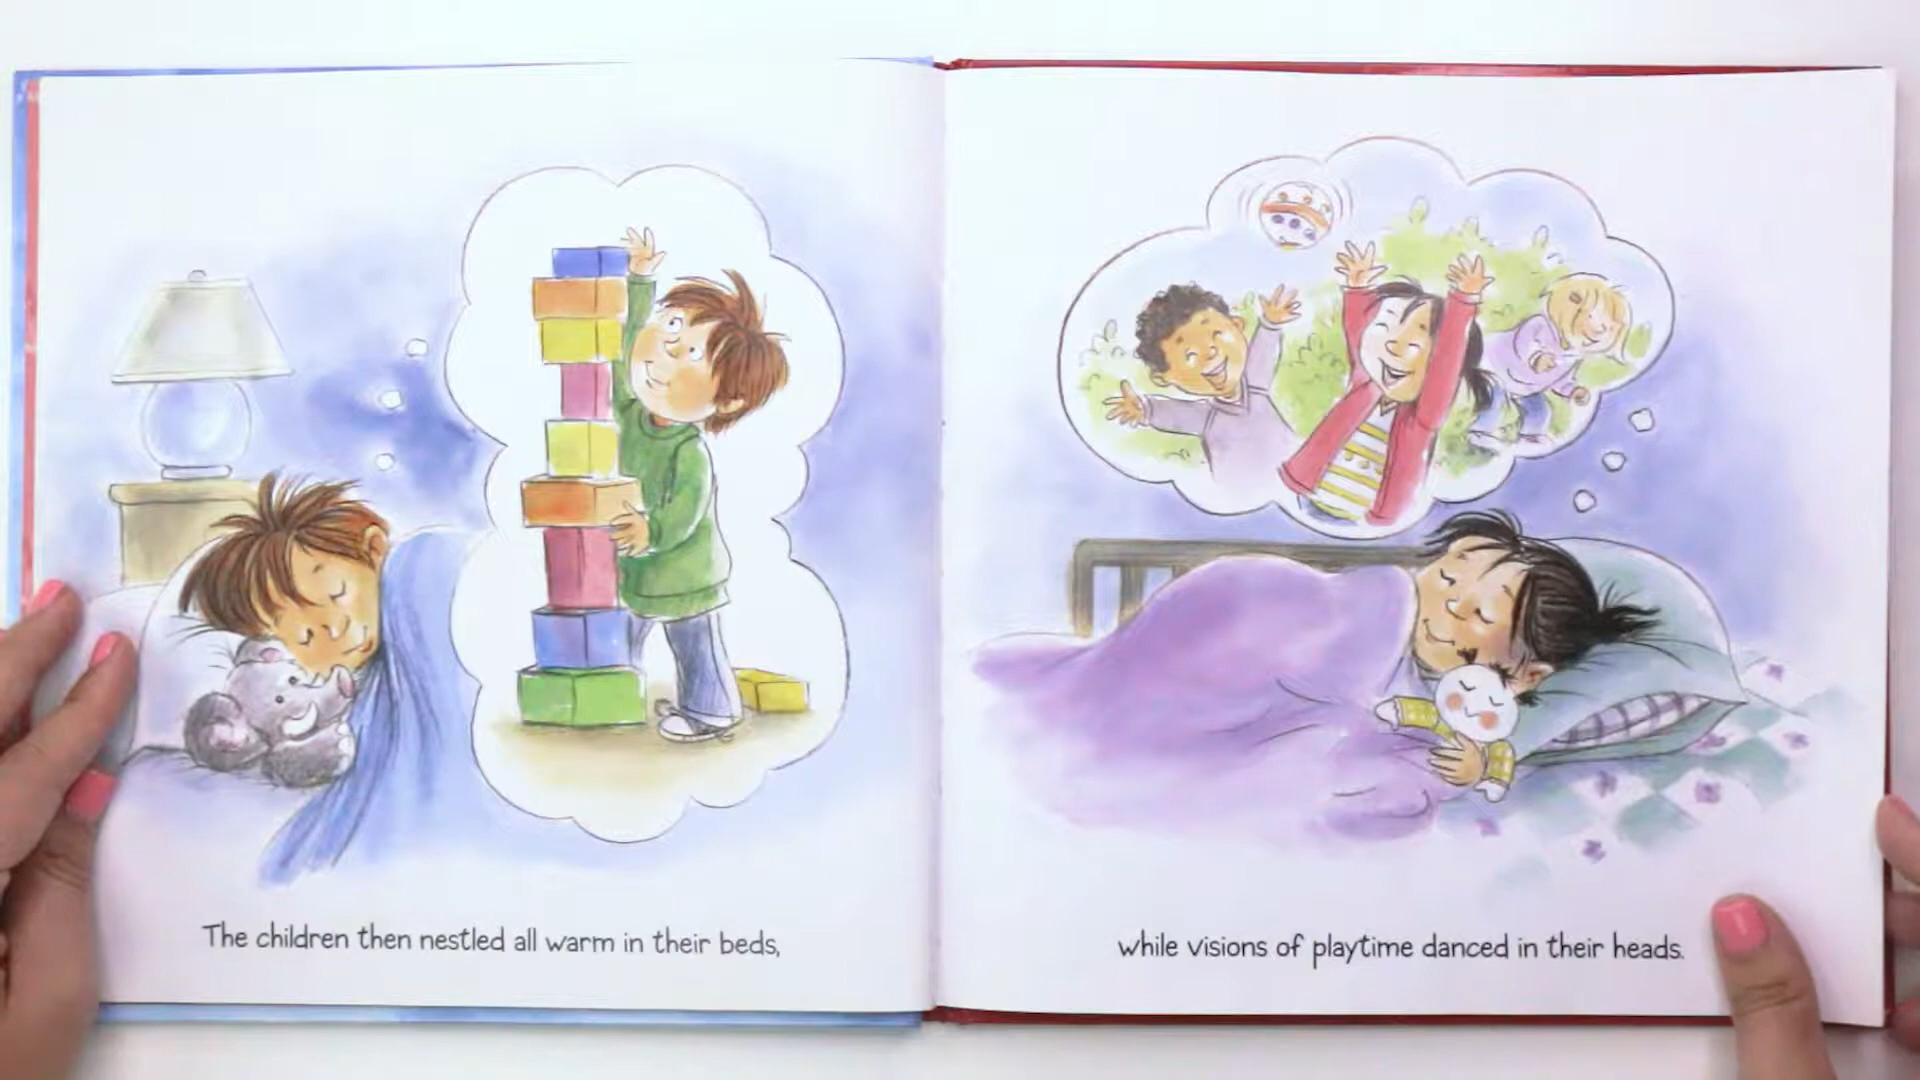 The children then nestled all warm in their beds,
while visions of playtime danced in their heads.